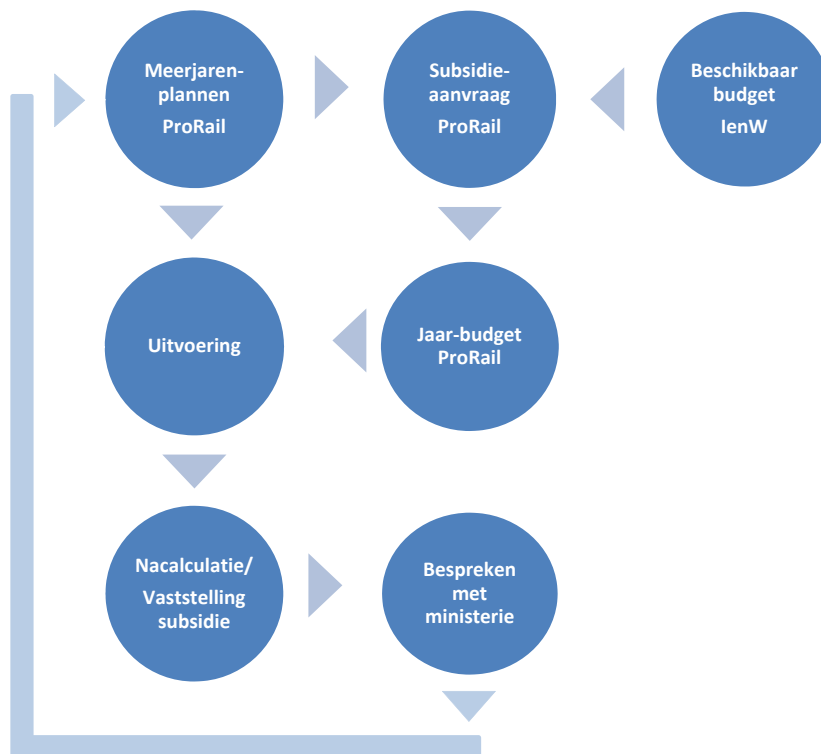 Meerjaren-
plannen
ProRail
Subsidie-
aanvraag
ProRail
Beschikbaar
budget
IenW
Uitvoering
Jaar-budget
ProRail
Nacalculatie/
Vaststelling
subsidie
Bespreken
met
ministerie